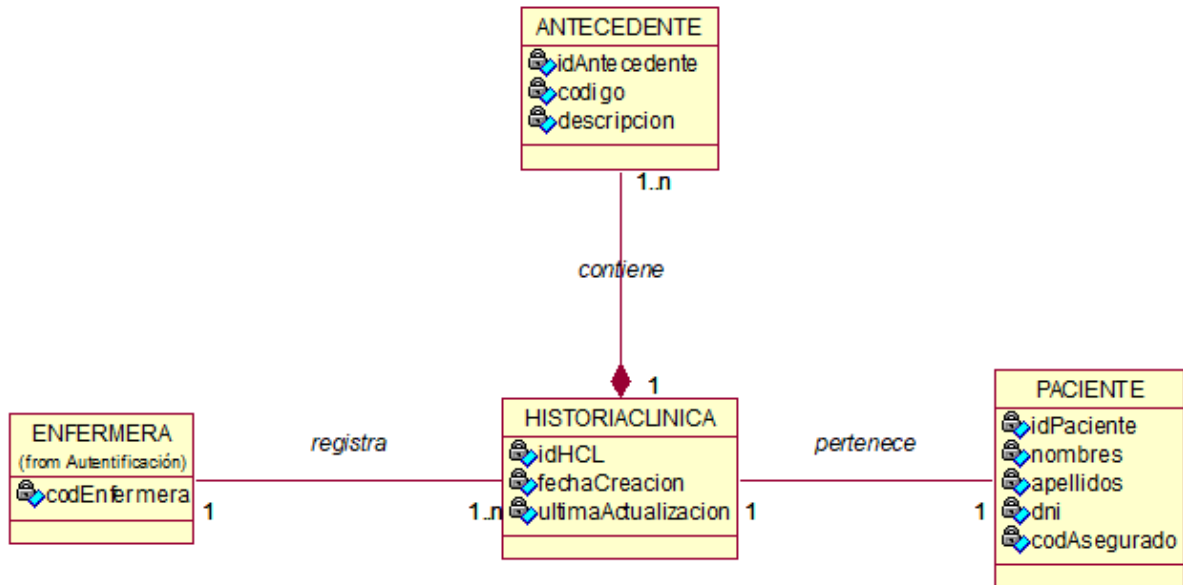 ANTECEDENTE
idAntecedente
codigo
descripcion
1..n
contiene
1
HISTORIACLINICA
idHCL
fechaCreacion
ultimaActualizacion
ENFERMERA
(from Autentificación)
codEnfermera
registra
1
1..n
pertenece
1
1
PACIENTE
idPaciente
nombres
apellidos
dni
codAsegurado